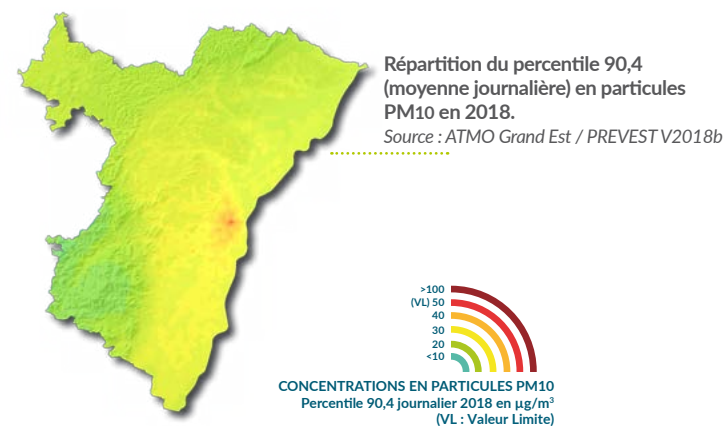 Répartition du percentile 90,4
(moyenne journalière) en particules
PM10 en 2018.
Source : ATMO Grand Est / PREVEST V2018b
>100
(VL) 50
40
30
20
<10
CONCENTRATIONS EN PARTICULES PM10
Percentile 90,4 journalier 2018 en µg/m³
(VL : Valeur Limite)